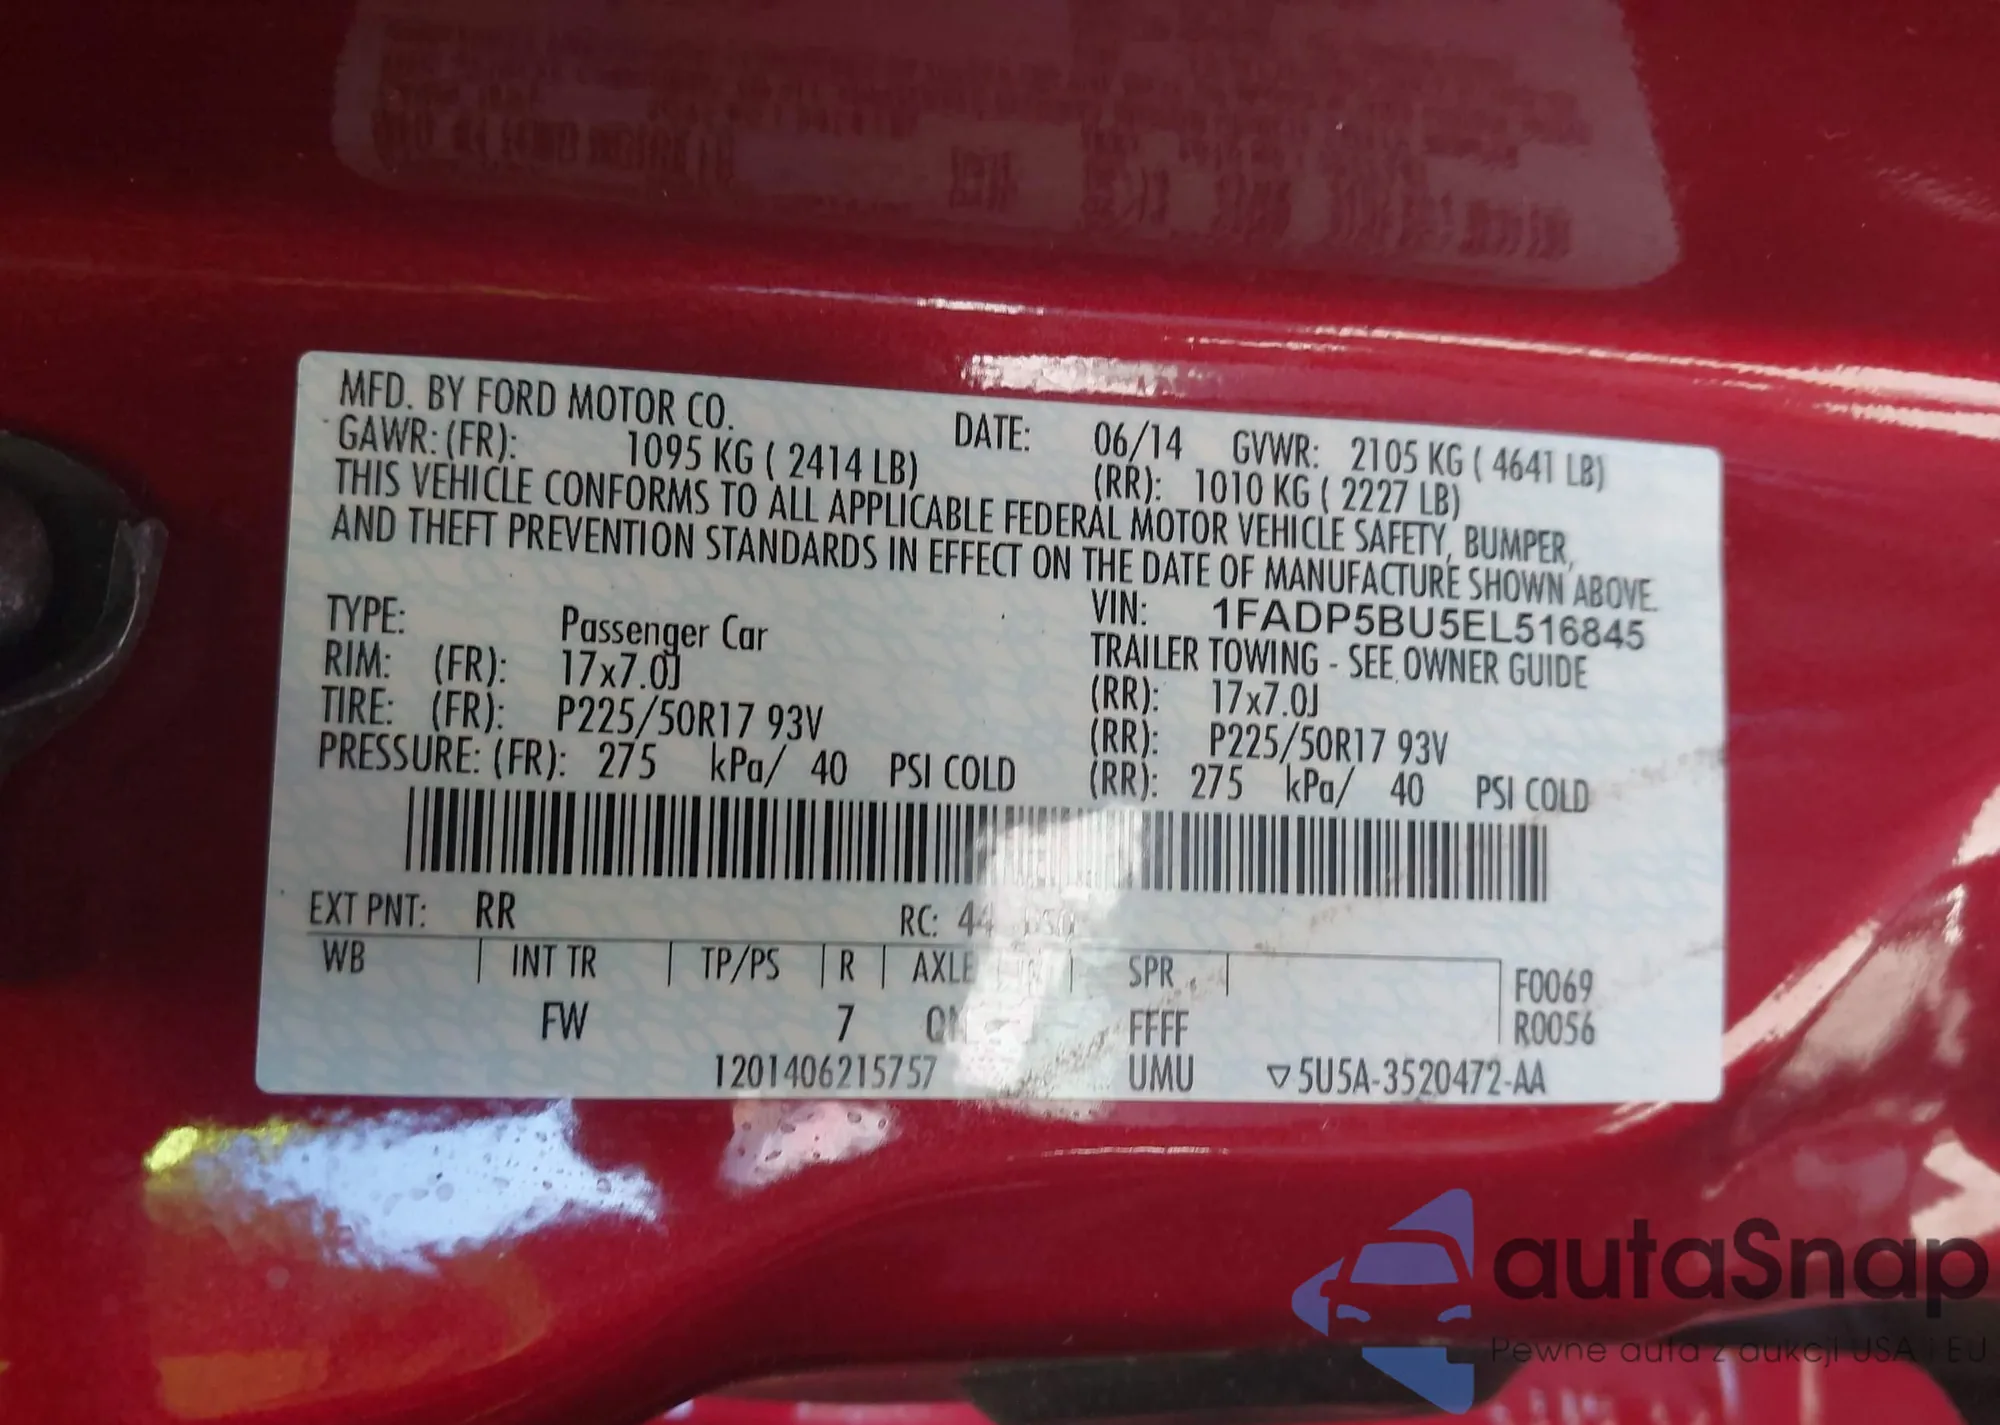 MFD. BY FORD MOTOR CO. DATE: 06/14 GVWR: 2105 KG ( 4641 LB)
GAWR: (FR): 1095 KG ( 2414 LB) (RR): 1010 KG ( 2227 LB)
THIS VEHICLE CONFORMS TO ALL APPLICABLE FEDERAL MOTOR VEHICLE SAFETY, BUMPER,
AND THEFT PREVENTION STANDARDS IN EFFECT ON THE DATE OF MANUFACTURE SHOWN ABOVE.
VIN: 1FADP5BU5EL516845
TYPE: Passenger Car TRAILER TOWING - SEE OWNER GUIDE
RIM: (FR): 17x7.0J (RR): 17x7.0J
TIRE: (FR): P225/50R17 93V (RR): P225/50R17 93V
PRESSURE: (FR): 275 kPa/ 40 PSI COLD (RR): 275 kPa/ 40 PSI COLD
EXT PNT: RR RC: 44
WB | INT TR | TP/PS | R | AXLE | SPR | F0069
FW 7 FFFF R0056
1201406215757 UMU ▽5U5A-3520472-AA
autaSnap
Pewne auta z aukcji USA i EU